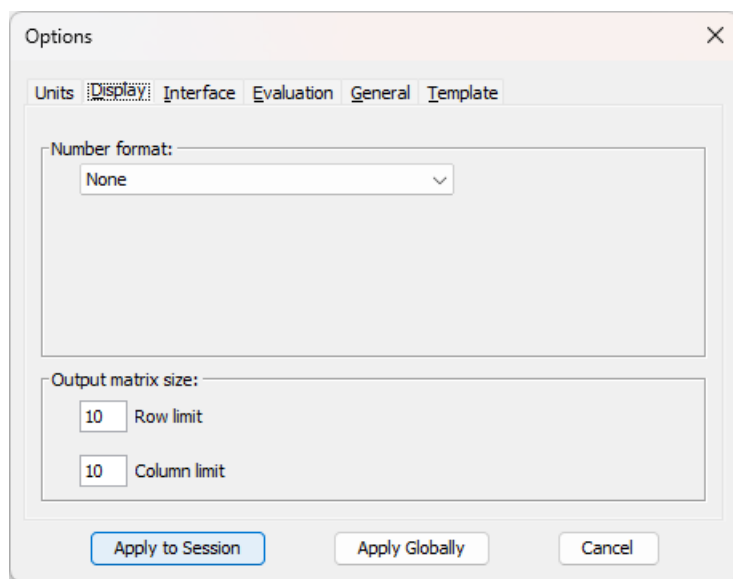 Options
Units Display Interface Evaluation General Template
Number format:
None
Output matrix size:
10 Row limit
10 Column limit
Apply to Session Apply Globally Cancel